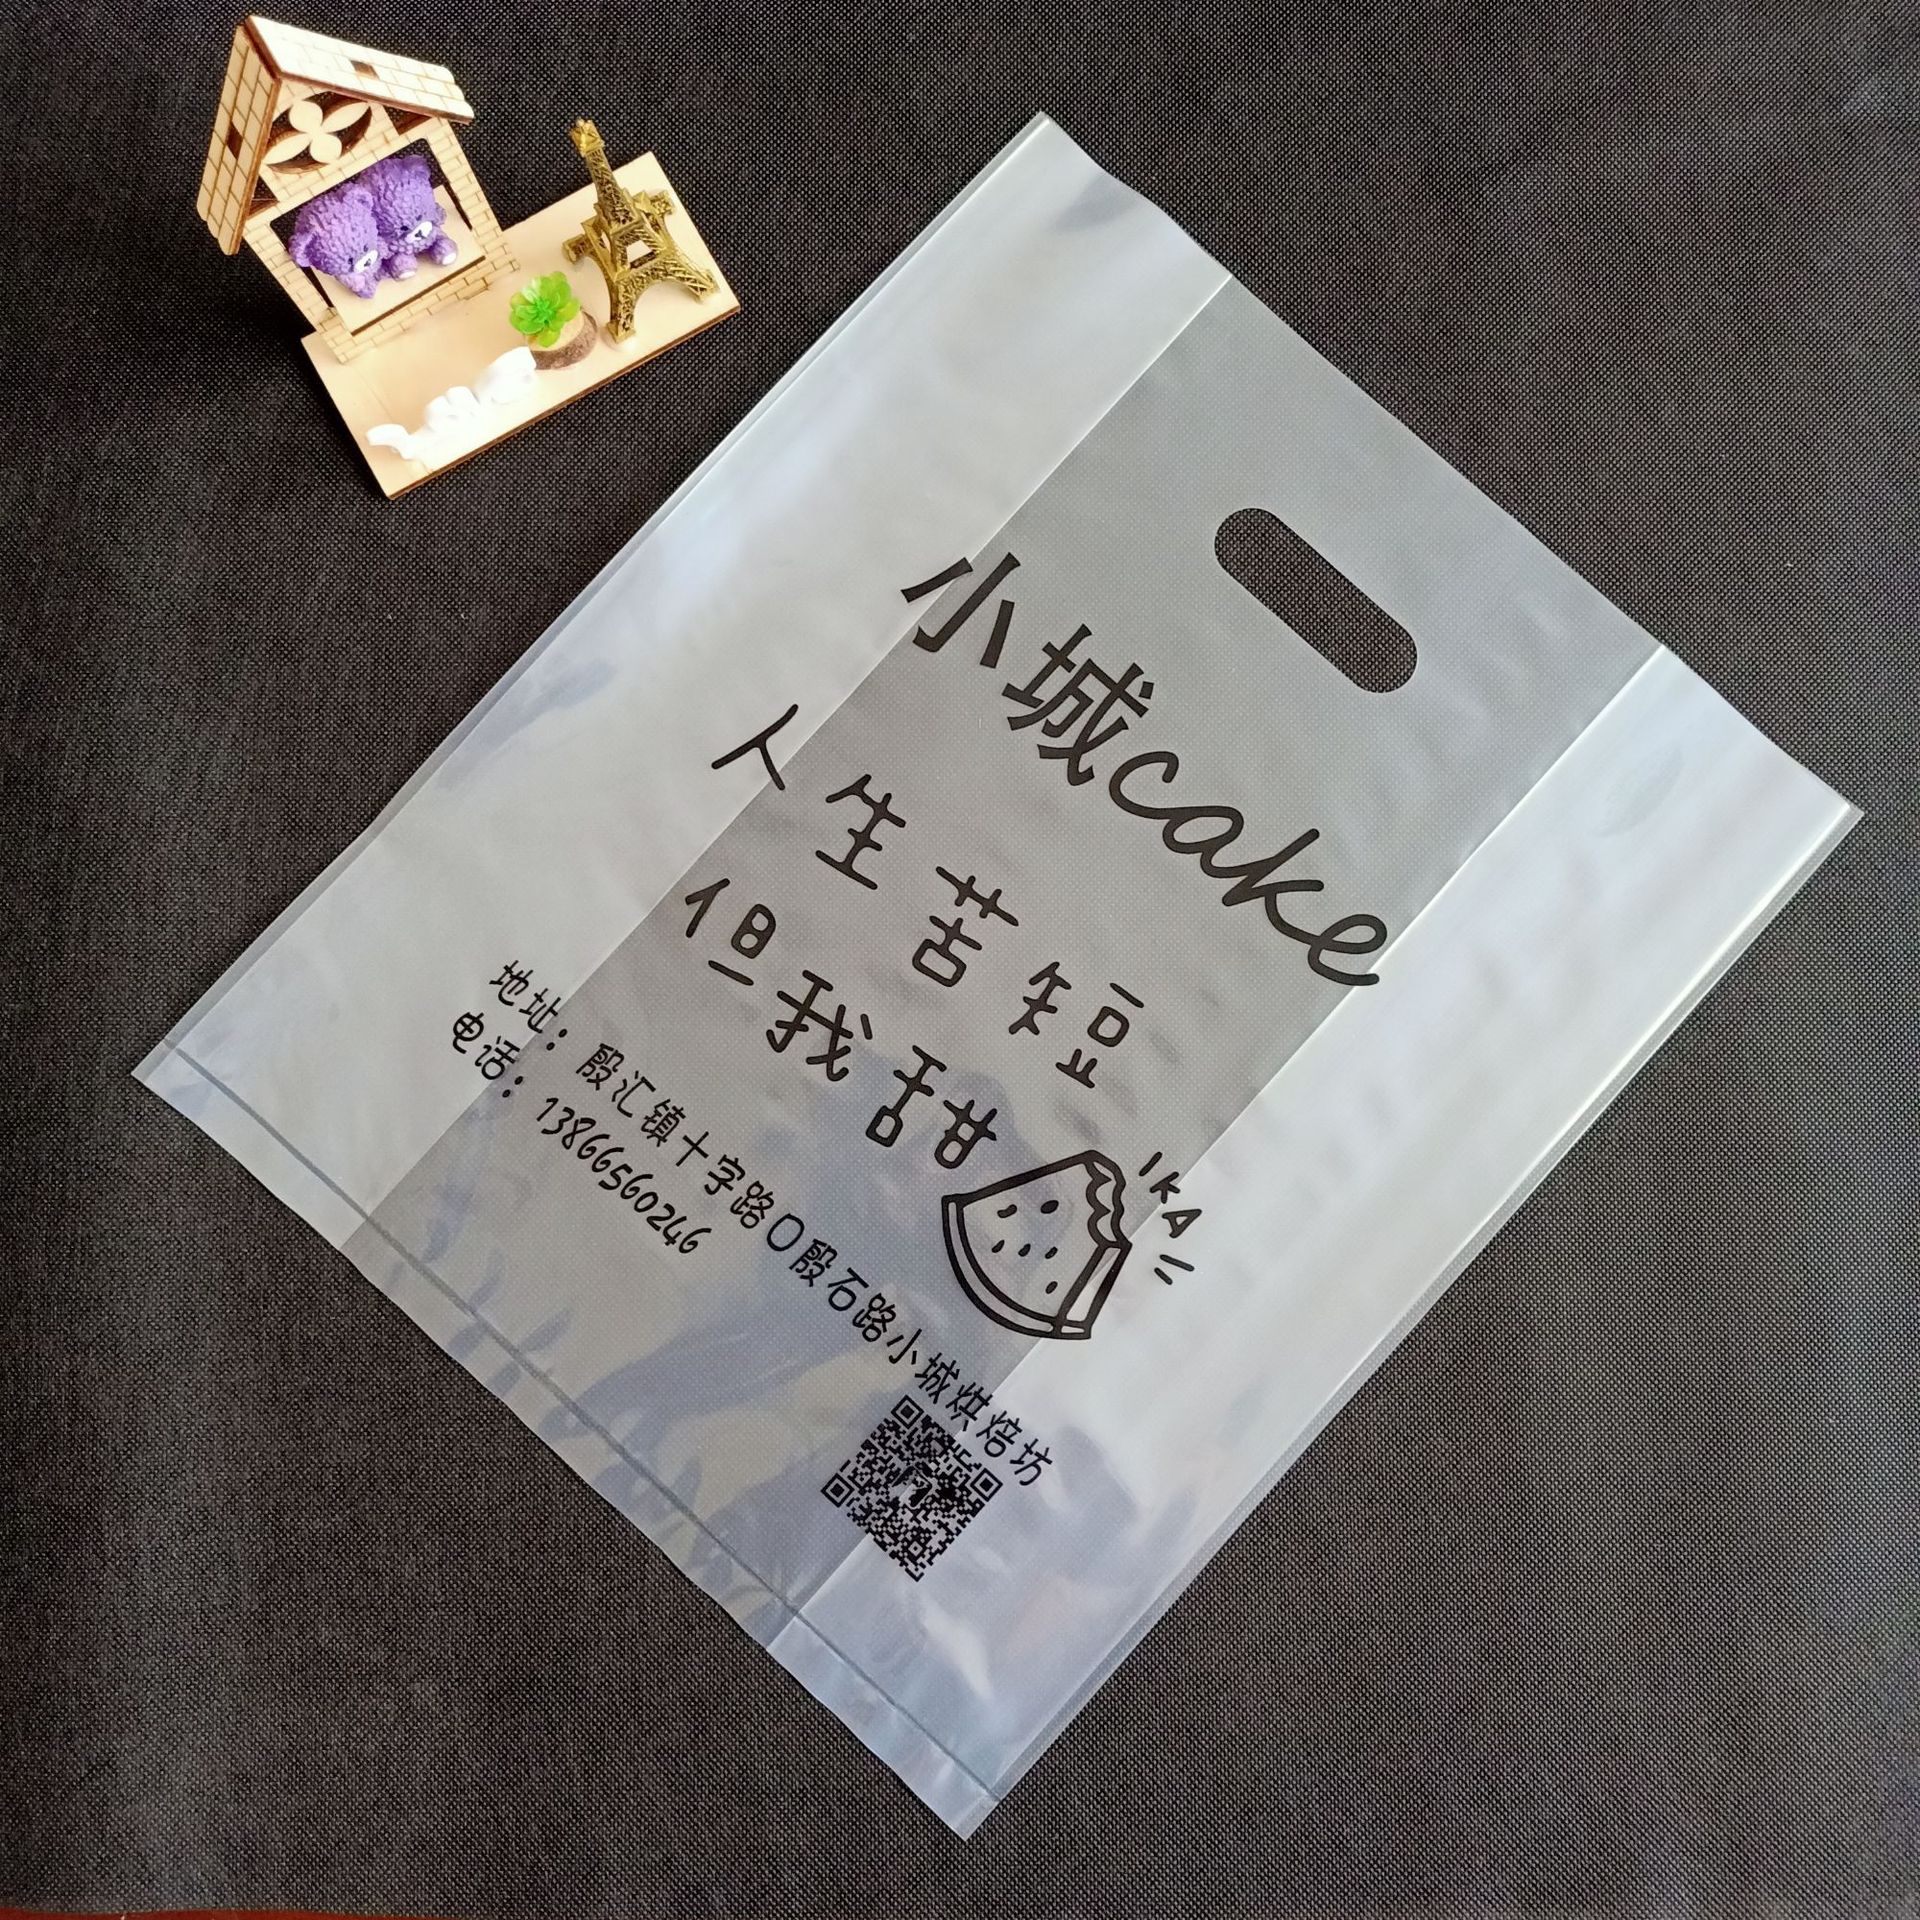 小城cake
人生苦短
但我甜
1KA!!
地址：殷汇镇十字路口殷石路小城烘焙坊
电话：13866560246